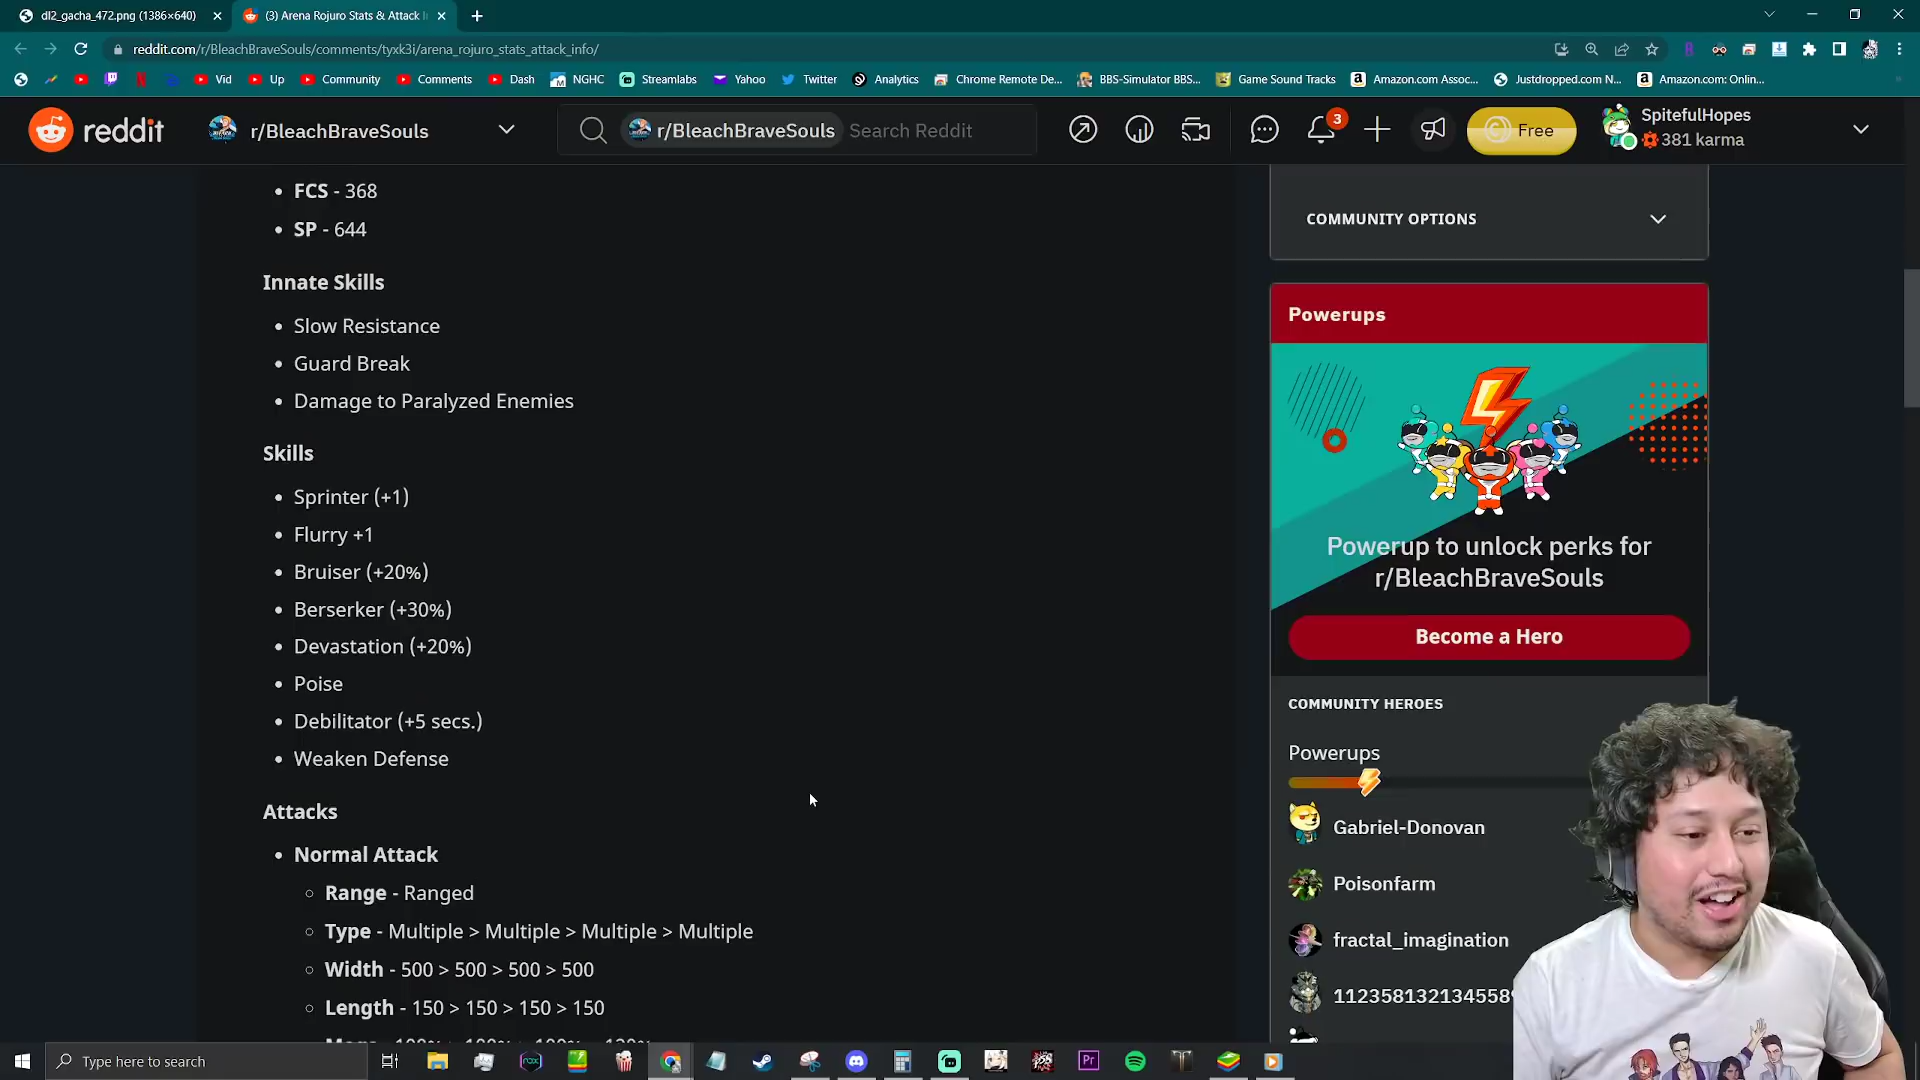 dl2_gacha_472.png (1386×640)
(3) Arena Rojuro Stats & Attack I
reddit.com/r/BleachBraveSouls/comments/tyxk3i/arena_rojuro_stats_attack_info/
Vid
Up
Community
Comments
Dash
NGHC
Streamlabs
Yahoo
Twitter
Analytics
Chrome Remote De...
BBS-Simulator BBS...
Game Sound Tracks
Amazon.com Assoc...
Justdropped.com N...
Amazon.com: Onlin...
reddit
r/BleachBraveSouls
r/BleachBraveSouls
Search Reddit
3
Free
SpitefulHopes
381 karma
FCS - 368
SP - 644
Innate Skills
Slow Resistance
Guard Break
Damage to Paralyzed Enemies
Skills
Sprinter (+1)
Flurry +1
Bruiser (+20%)
Berserker (+30%)
Devastation (+20%)
Poise
Debilitator (+5 secs.)
Weaken Defense
Attacks
Normal Attack
Range - Ranged
Type - Multiple > Multiple > Multiple > Multiple
Width - 500 > 500 > 500 > 500
Length - 150 > 150 > 150 > 150
COMMUNITY OPTIONS
Powerups
Powerup to unlock perks for
r/BleachBraveSouls
Become a Hero
COMMUNITY HEROES
Powerups
Gabriel-Donovan
Poisonfarm
fractal_imagination
Type here to search
Pr